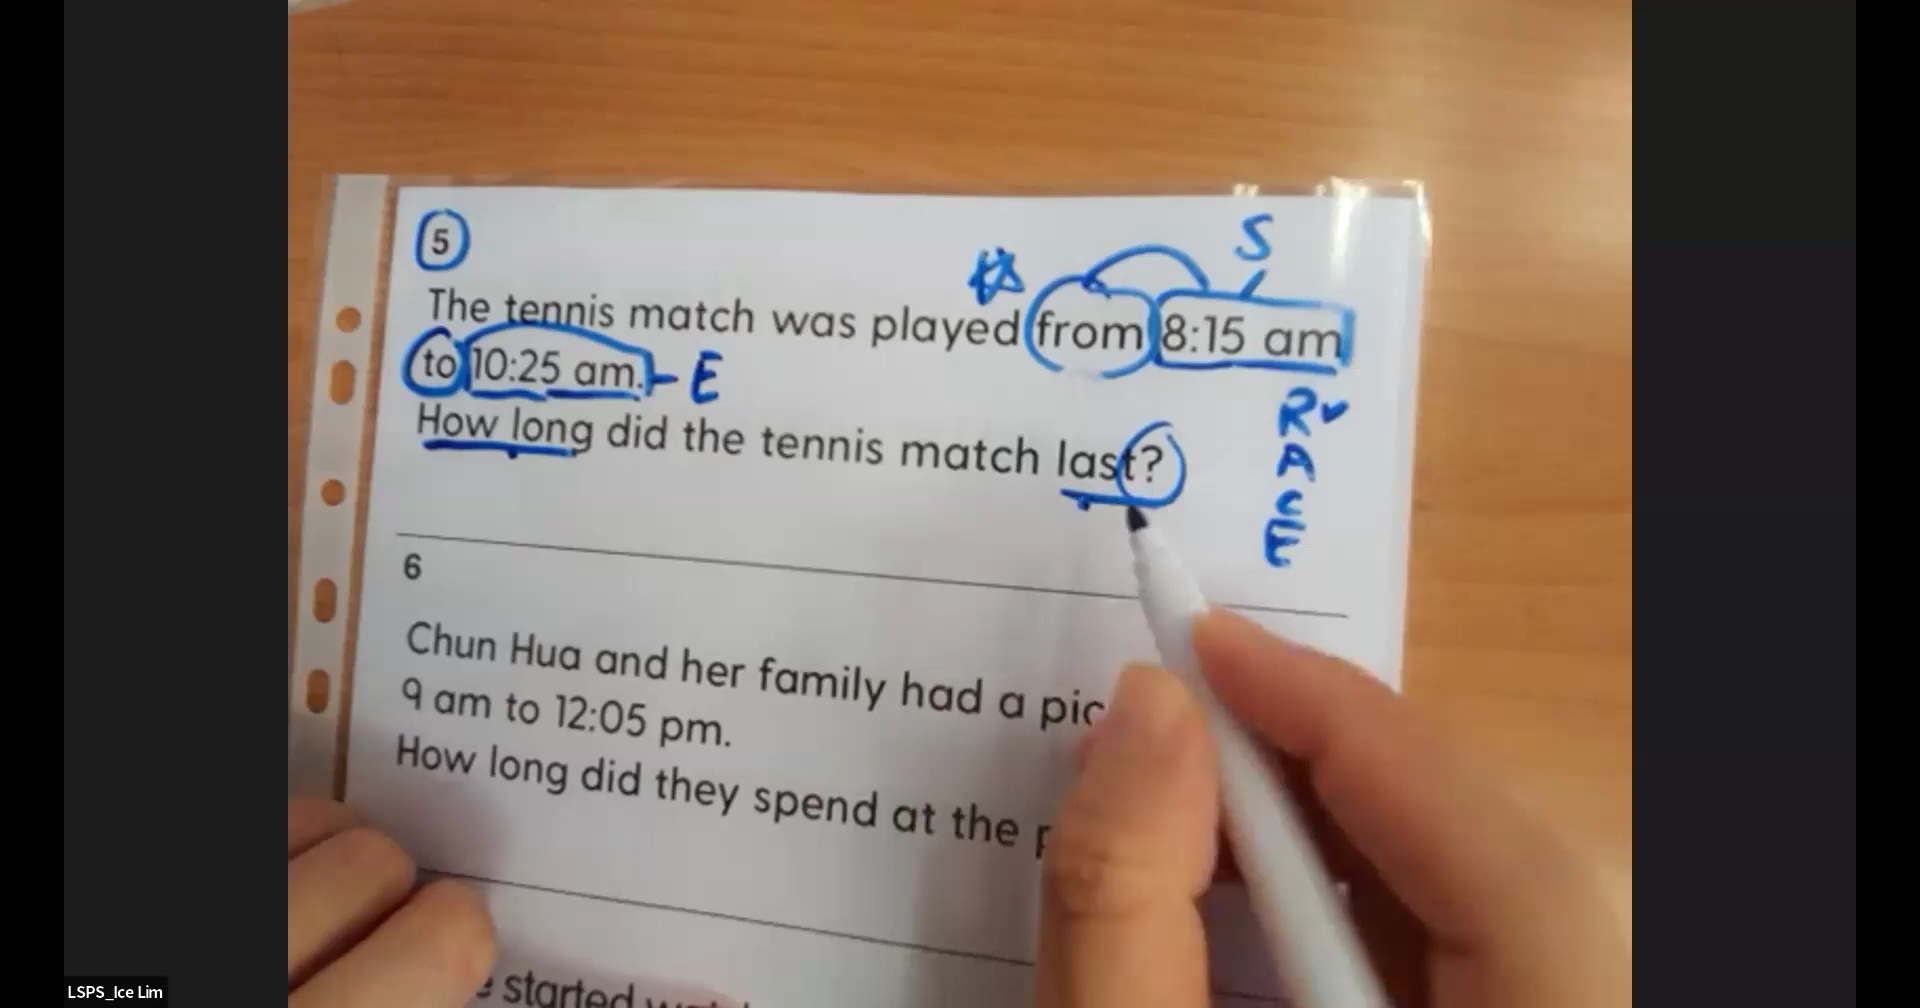 5
S
The tennis match was played from 8:15 am
to 10:25 am. - E
How long did the tennis match last?
R
A
C
E
6
Chun Hua and her family had a
9 am to 12:05 pm.
How long did they spend at the
started
LSPS_Ice Lim